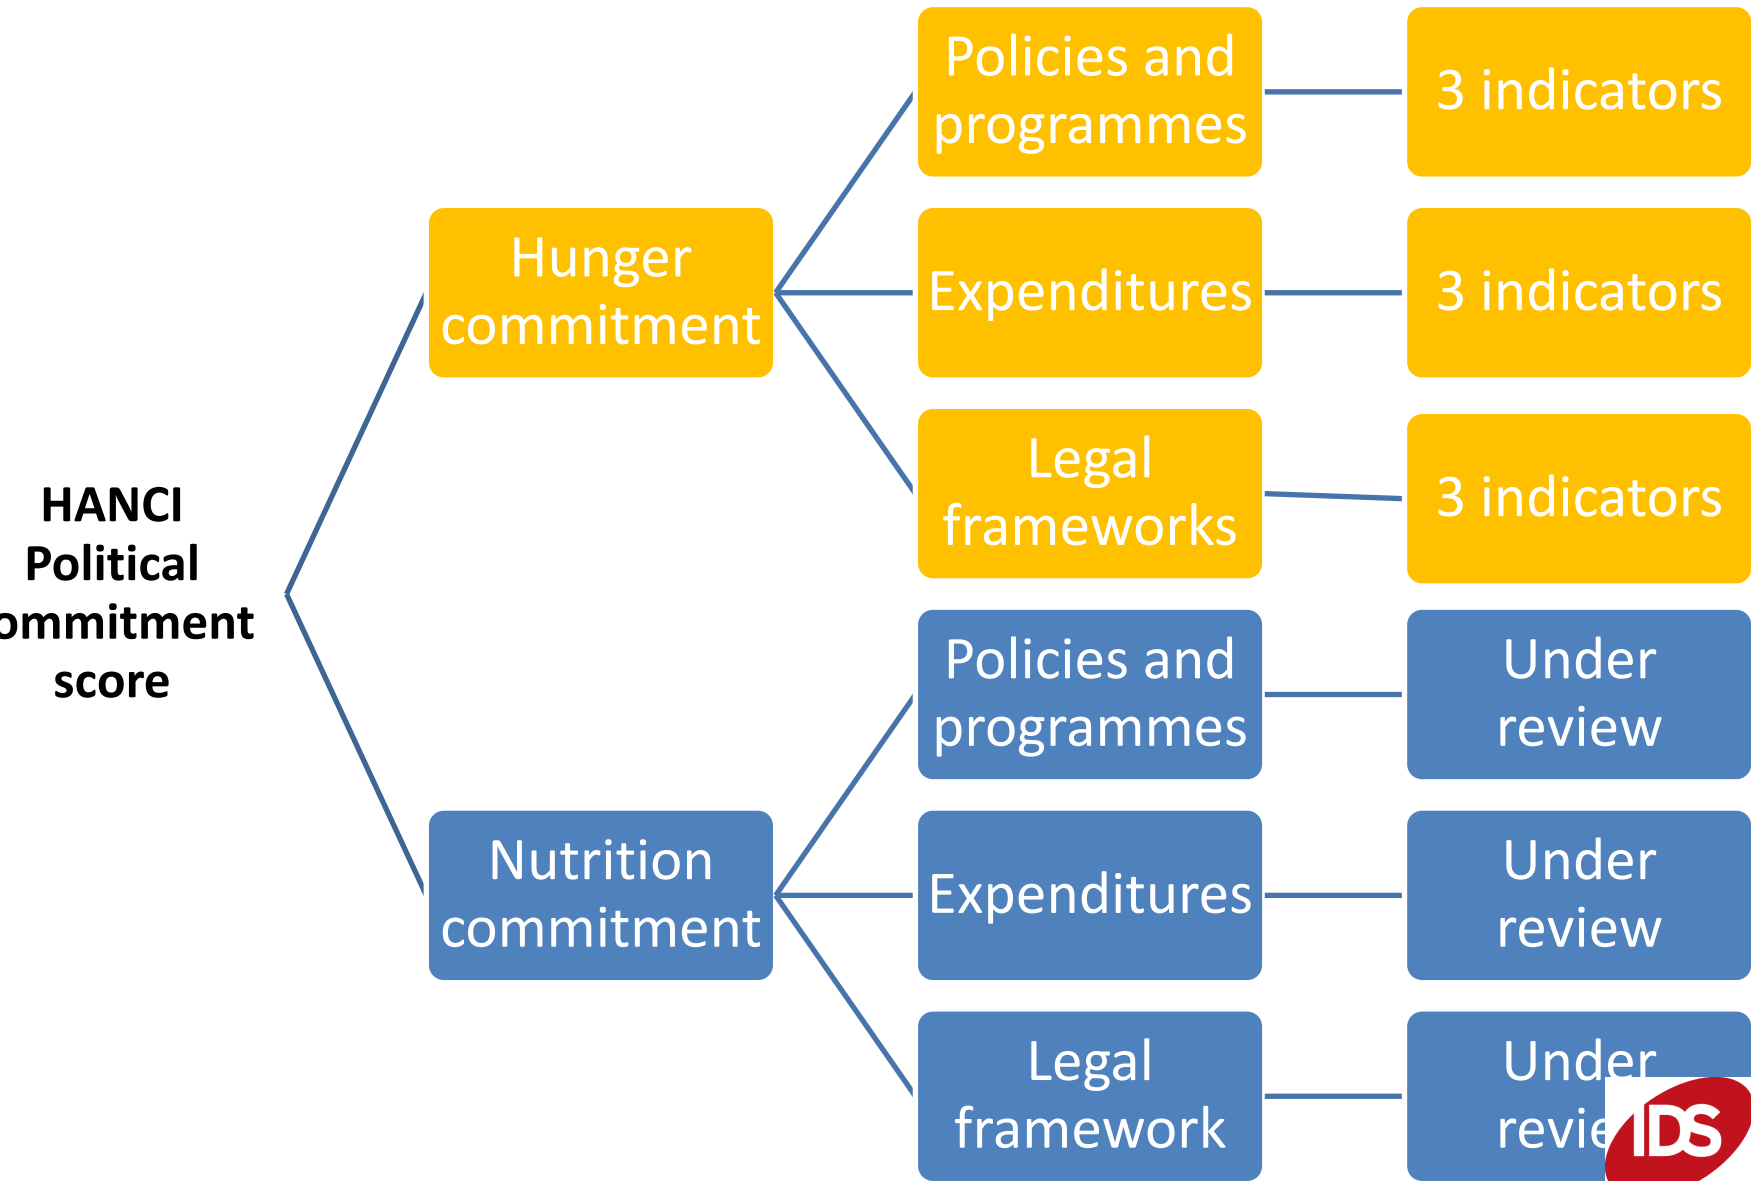 HANCI
Political
ommitment
score
Hunger
commitment
Policies and
programmes
3 indicators
Expenditures
3 indicators
Legal
frameworks
3 indicators
Nutrition
commitment
Policies and
programmes
Under
review
Expenditures
Under
review
Legal
framework
Under
revie
IDS